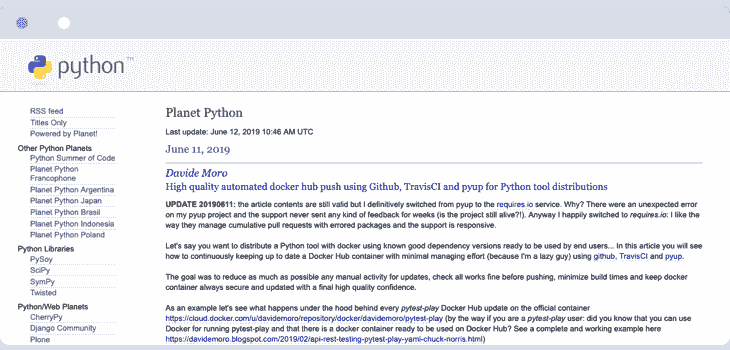 python™
RSS feed
Titles Only
Powered by Planet!
Other Python Planets
Python Summer of Code
Planet Python
Francophone
Planet Python Argentina
Planet Python Japan
Planet Python Brasil
Planet Python Indonesia
Planet Python Poland
Python Libraries
PySoy
SciPy
SymPy
Twisted
Python/Web Planets
CherryPy
Django Community
Plone
Planet Python
Last update: June 12, 2019 10:46 AM UTC
June 11, 2019
Davide Moro
High quality automated docker hub push using Github, TravisCI and pyup for Python tool distributions
UPDATE 20190611: the article contents are still valid but I definitively switched from pyup to the requires.io service. Why? There were an unexpected error
on my pyup project and the support never sent any kind of feedback for weeks (is the project still alive?!). Anyway I happily switched to requires.io: I like the
way they manage cumulative pull requests with errored packages and the support is responsive.
Let's say you want to distribute a Python tool with docker using known good dependency versions ready to be used by end users... In this article you will see
how to continuously keeping up to date a Docker Hub container with minimal managing effort (because I'm a lazy guy) using github, TravisCI and pyup.
The goal was to reduce as much as possible any manual activity for updates, check all works fine before pushing, minimize build times and keep docker
container always secure and updated with a final high quality confidence.
As an example let's see what happens under the hood behind every pytest-play Docker Hub update on the official container
https://cloud.docker.com/u/davidemoro/repository/docker/davidemoro/pytest-play (by the way if you are a pytest-play user: did you know that you can use
Docker for running pytest-play and that there is a docker container ready to be used on Docker Hub? See a complete and working example here
https://davidemoro.blogspot.com/2019/02/api-rest-testing-pytest-play-yaml-chuck-norris.html)